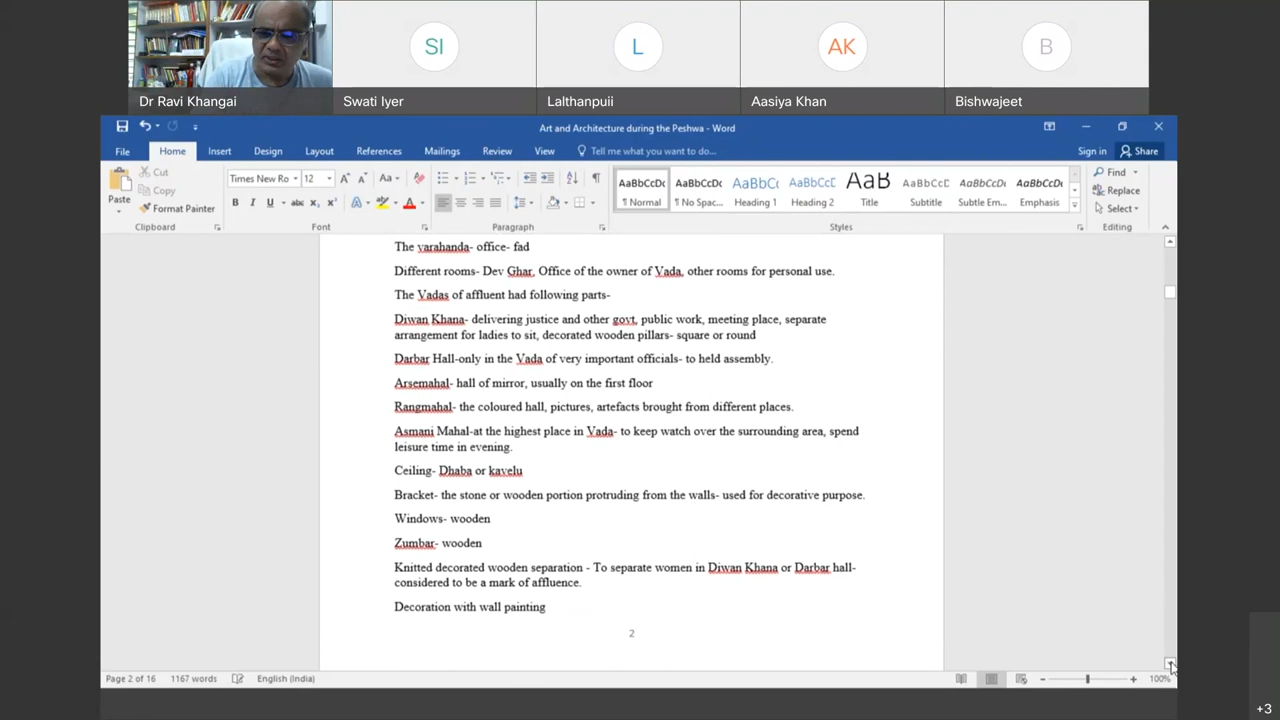 SI
L
AK
B
Dr Ravi Khangai
Swati Iyer
Lalthanpuii
Aasiya Khan
Bishwajeet
Art and Architecture during the Peshwa - Word
File
Home
Insert
Design
Layout
References
Mailings
Review
View
Tell me what you want to do...
Sign in
Share
Paste
Cut
Copy
Format Painter
Clipboard
Times New Ro
12
Font
Paragraph
AaBbCcDc
AaBbCcDc
AaBbC
AaBbCcD
AaB
AaBbCcD
AaBbCcDc
AaBbCcDc
¶ Normal
¶ No Spac...
Heading 1
Heading 2
Title
Subtitle
Subtle Em...
Emphasis
Styles
Find
Replace
Select
Editing
The varahanda- office- fad
Different rooms- Dev Ghar, Office of the owner of Vada, other rooms for personal use.
The Vadas of affluent had following parts-
Diwan Khana- delivering justice and other govt, public work, meeting place, separate
arrangement for ladies to sit, decorated wooden pillars- square or round
Darbar Hall-only in the Vada of very important officials- to held assembly.
Arsemahal- hall of mirror, usually on the first floor
Rangmahal- the coloured hall, pictures, artefacts brought from different places.
Asmani Mahal-at the highest place in Vada- to keep watch over the surrounding area, spend
leisure time in evening.
Ceiling- Dhaba or kavelu
Bracket- the stone or wooden portion protruding from the walls- used for decorative purpose.
Windows- wooden
Zumbar- wooden
Knitted decorated wooden separation - To separate women in Diwan Khana or Darbar hall-
considered to be a mark of affluence.
Decoration with wall painting
2
Page 2 of 16
1167 words
English (India)
100%
+3